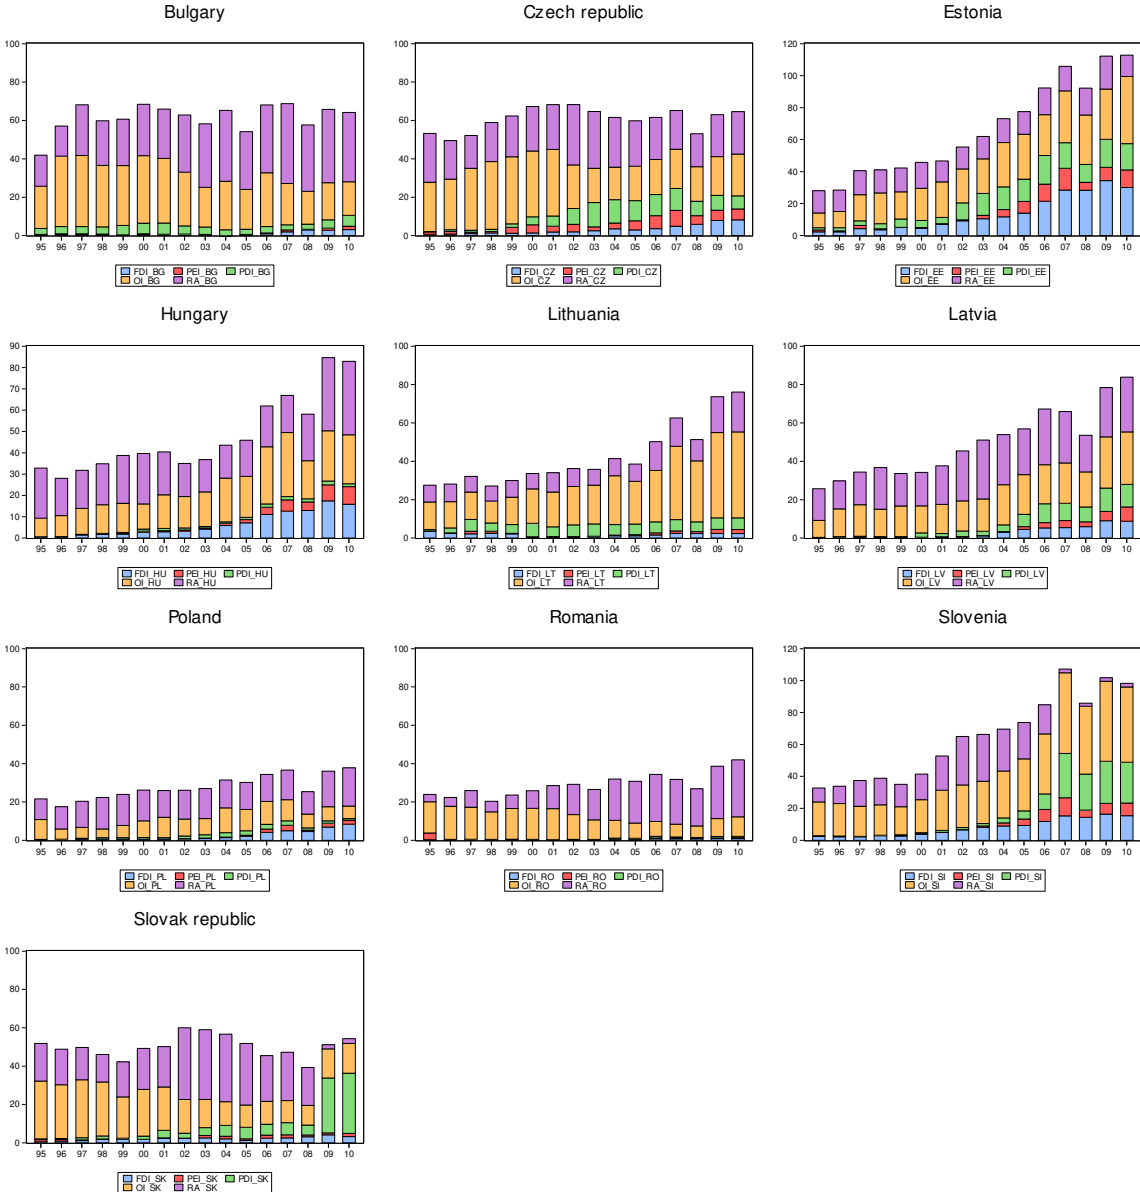 Bulgary
Czech republic
Estonia
100
80
60
40
20
0
95 96 97 98 99 00 01 02 03 04 05 06 07 08 09 10
FDI_BG PEI_BG PDI_BG
OI_BG RA_BG
100
80
60
40
20
0
95 96 97 98 99 00 01 02 03 04 05 06 07 08 09 10
FDI_CZ PEI_CZ PDI_CZ
OI_CZ RA_CZ
120
100
80
60
40
20
0
95 96 97 98 99 00 01 02 03 04 05 06 07 08 09 10
FDI_EE PEI_EE PDI_EE
OI_EE RA_EE
Hungary
Lithuania
Latvia
90
80
70
60
50
40
30
20
10
0
95 96 97 98 99 00 01 02 03 04 05 06 07 08 09 10
FDI_HU PEI_HU PDI_HU
OI_HU RA_HU
100
80
60
40
20
0
95 96 97 98 99 00 01 02 03 04 05 06 07 08 09 10
FDI_LT PEI_LT PDI_LT
OI_LT RA_LT
100
80
60
40
20
0
95 96 97 98 99 00 01 02 03 04 05 06 07 08 09 10
FDI_LV PEI_LV PDI_LV
OI_LV RA_LV
Poland
Romania
Slovenia
100
80
60
40
20
0
95 96 97 98 99 00 01 02 03 04 05 06 07 08 09 10
FDI_PL PEI_PL PDI_PL
OI_PL RA_PL
100
80
60
40
20
0
95 96 97 98 99 00 01 02 03 04 05 06 07 08 09 10
FDI_RO PEI_RO PDI_RO
OI_RO RA_RO
120
100
80
60
40
20
0
95 96 97 98 99 00 01 02 03 04 05 06 07 08 09 10
FDI_SI PEI_SI PDI_SI
OI_SI RA_SI
Slovak republic
100
80
60
40
20
0
95 96 97 98 99 00 01 02 03 04 05 06 07 08 09 10
FDI_SK PEI_SK PDI_SK
OI_SK RA_SK